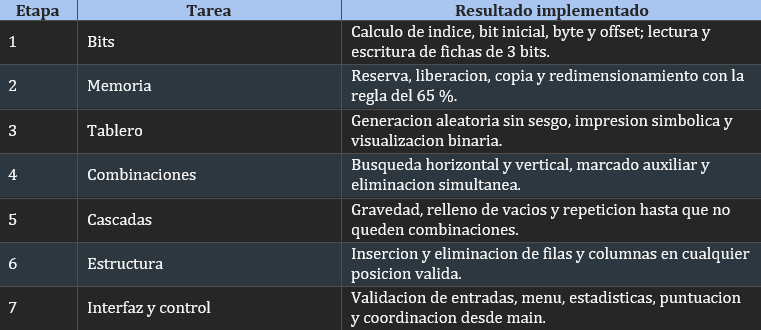 Etapa Tarea Resultado implementado
1 Bits Calculo de indice, bit inicial, byte y offset; lectura y
escritura de fichas de 3 bits.
2 Memoria Reserva, liberacion, copia y redimensionamiento con la
regla del 65 %.
3 Tablero Generacion aleatoria sin sesgo, impresion simbolica y
visualizacion binaria.
4 Combinaciones Busqueda horizontal y vertical, marcado auxiliar y
eliminacion simultanea.
5 Cascadas Gravedad, relleno de vacios y repeticion hasta que no
queden combinaciones.
6 Estructura Insercion y eliminacion de filas y columnas en cualquier
posicion valida.
7 Interfaz y control Validacion de entradas, menu, estadisticas, puntuacion
y coordinacion desde main.